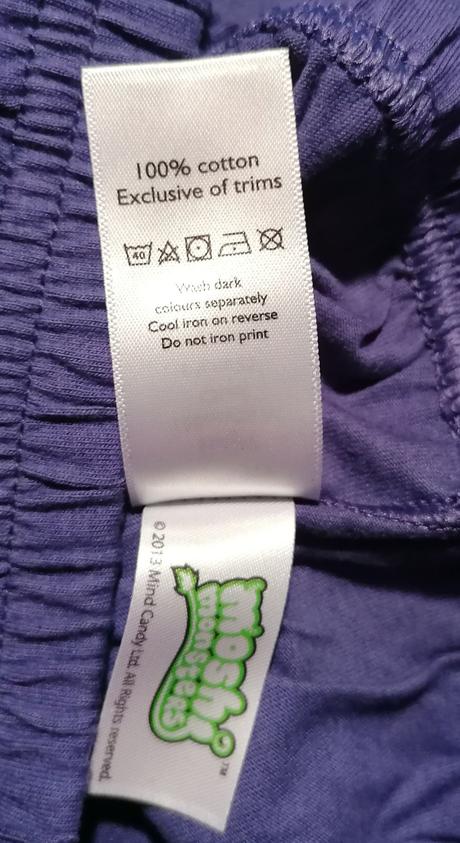 100% cotton
Exclusive of trims
40
Wash dark
colours separately
Cool iron on reverse
Do not iron print
moshi
monsters
TM
©2013 Mind Candy Ltd. All Rights reserved.